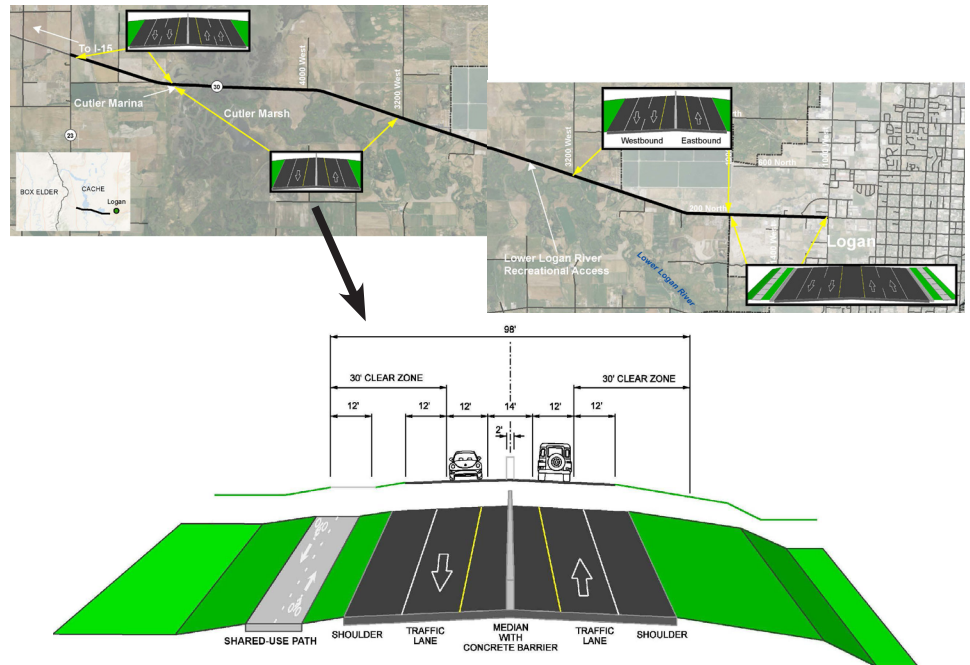 To I-15
Cutler Marina
30
Cutler Marsh
4000 West
3200 West
23
BOX ELDER
CACHE
Logan
3200 West
Westbound
Eastbound
600 North
200 North
Logan
Lower Logan River
Recreational Access
Lower Logan River
98'
30' CLEAR ZONE
30' CLEAR ZONE
12'
12'
12'
14'
12'
12'
2'
SHARED-USE PATH
SHOULDER
TRAFFIC
LANE
MEDIAN
WITH
CONCRETE BARRIER
TRAFFIC
LANE
SHOULDER